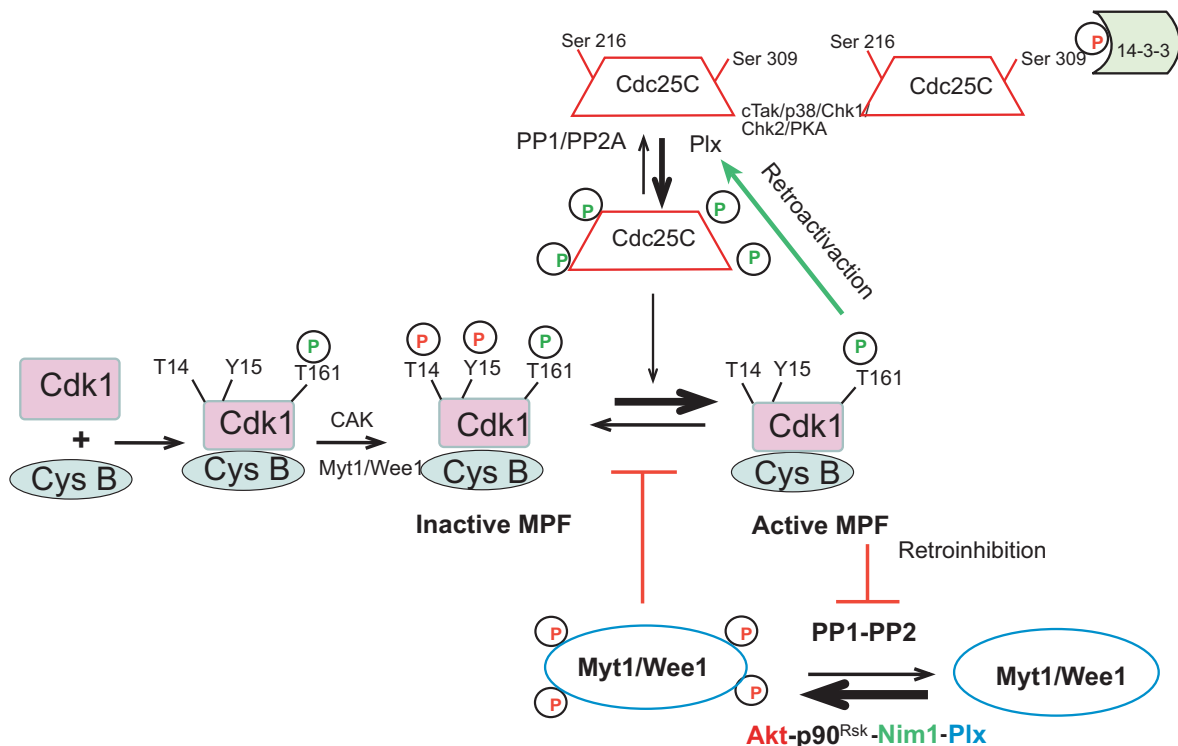 Ser 216
Ser 309
Cdc25C
cTak/p38/Chk1/
Chk2/PKA
Ser 216
Ser 309
Cdc25C
P
14-3-3
PP1/PP2A
Plx
Retroactivaction
P
P
P
P
Cdc25C
Cdk1
+
Cys B
T14
Y15
P
T161
Cdk1
Cys B
CAK
Myt1/Wee1
P
P
P
T14
Y15
T161
Cdk1
Cys B
Inactive MPF
P
T14
Y15
T161
Cdk1
Cys B
Active MPF
Retroinhibition
P
P
P
P
Myt1/Wee1
PP1-PP2
Myt1/Wee1
Akt-p90Rsk-Nim1-Plx